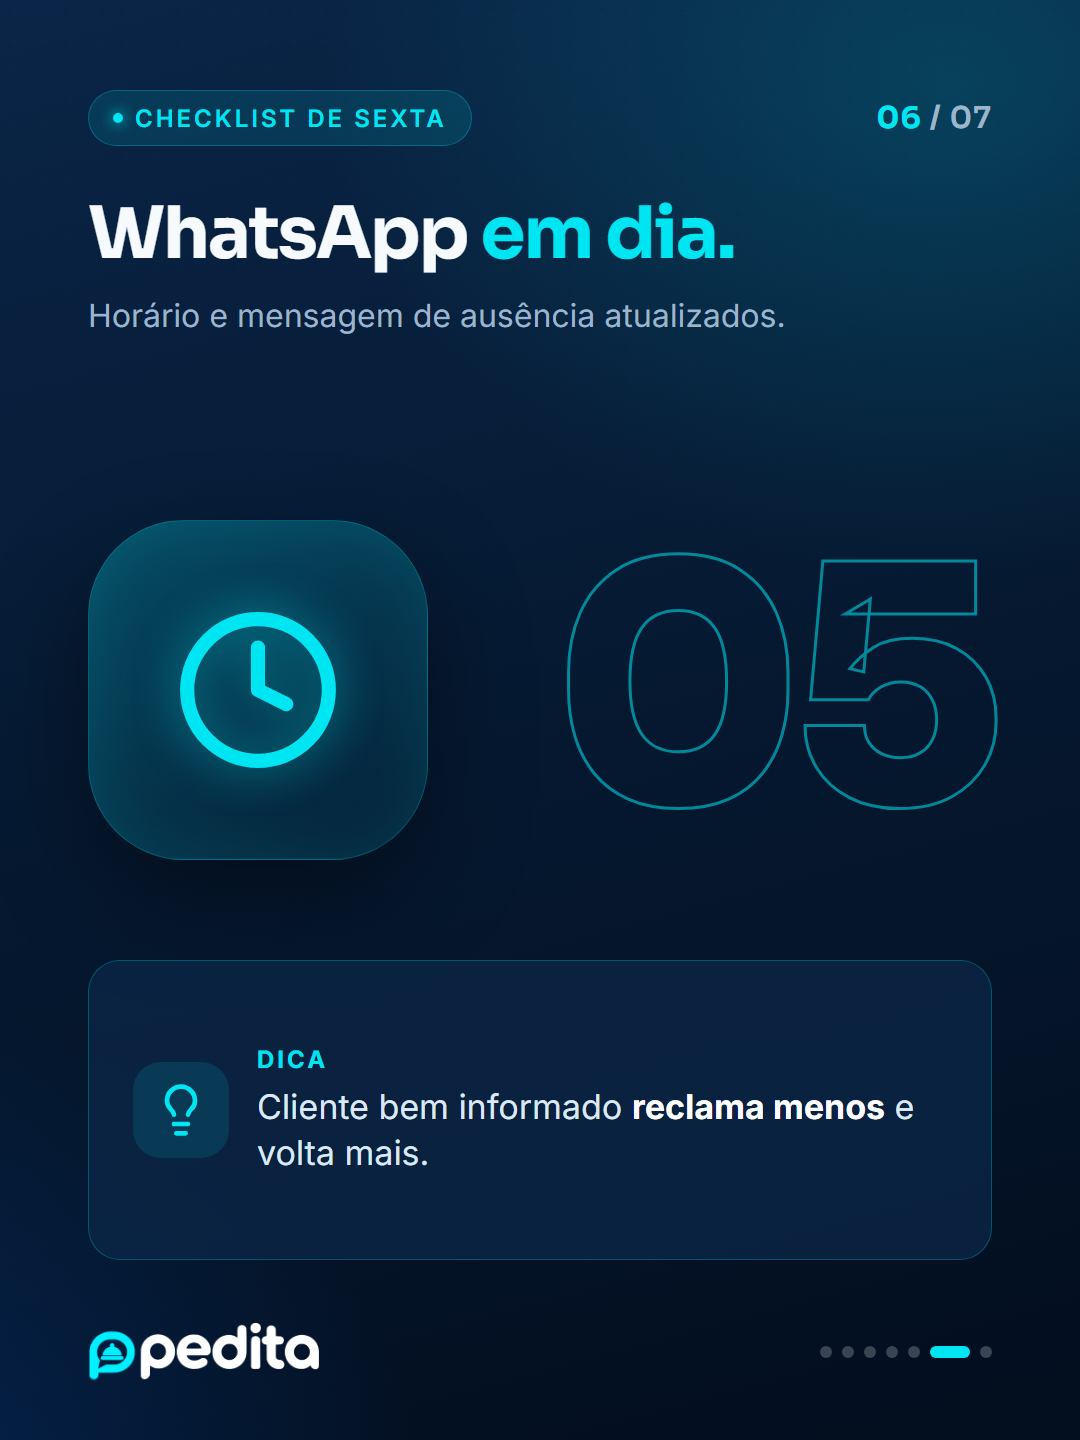 CHECKLIST DE SEXTA
06 / 07
WhatsApp em dia.
Horário e mensagem de ausência atualizados.
05
DICA
Cliente bem informado reclama menos e
volta mais.
pedita